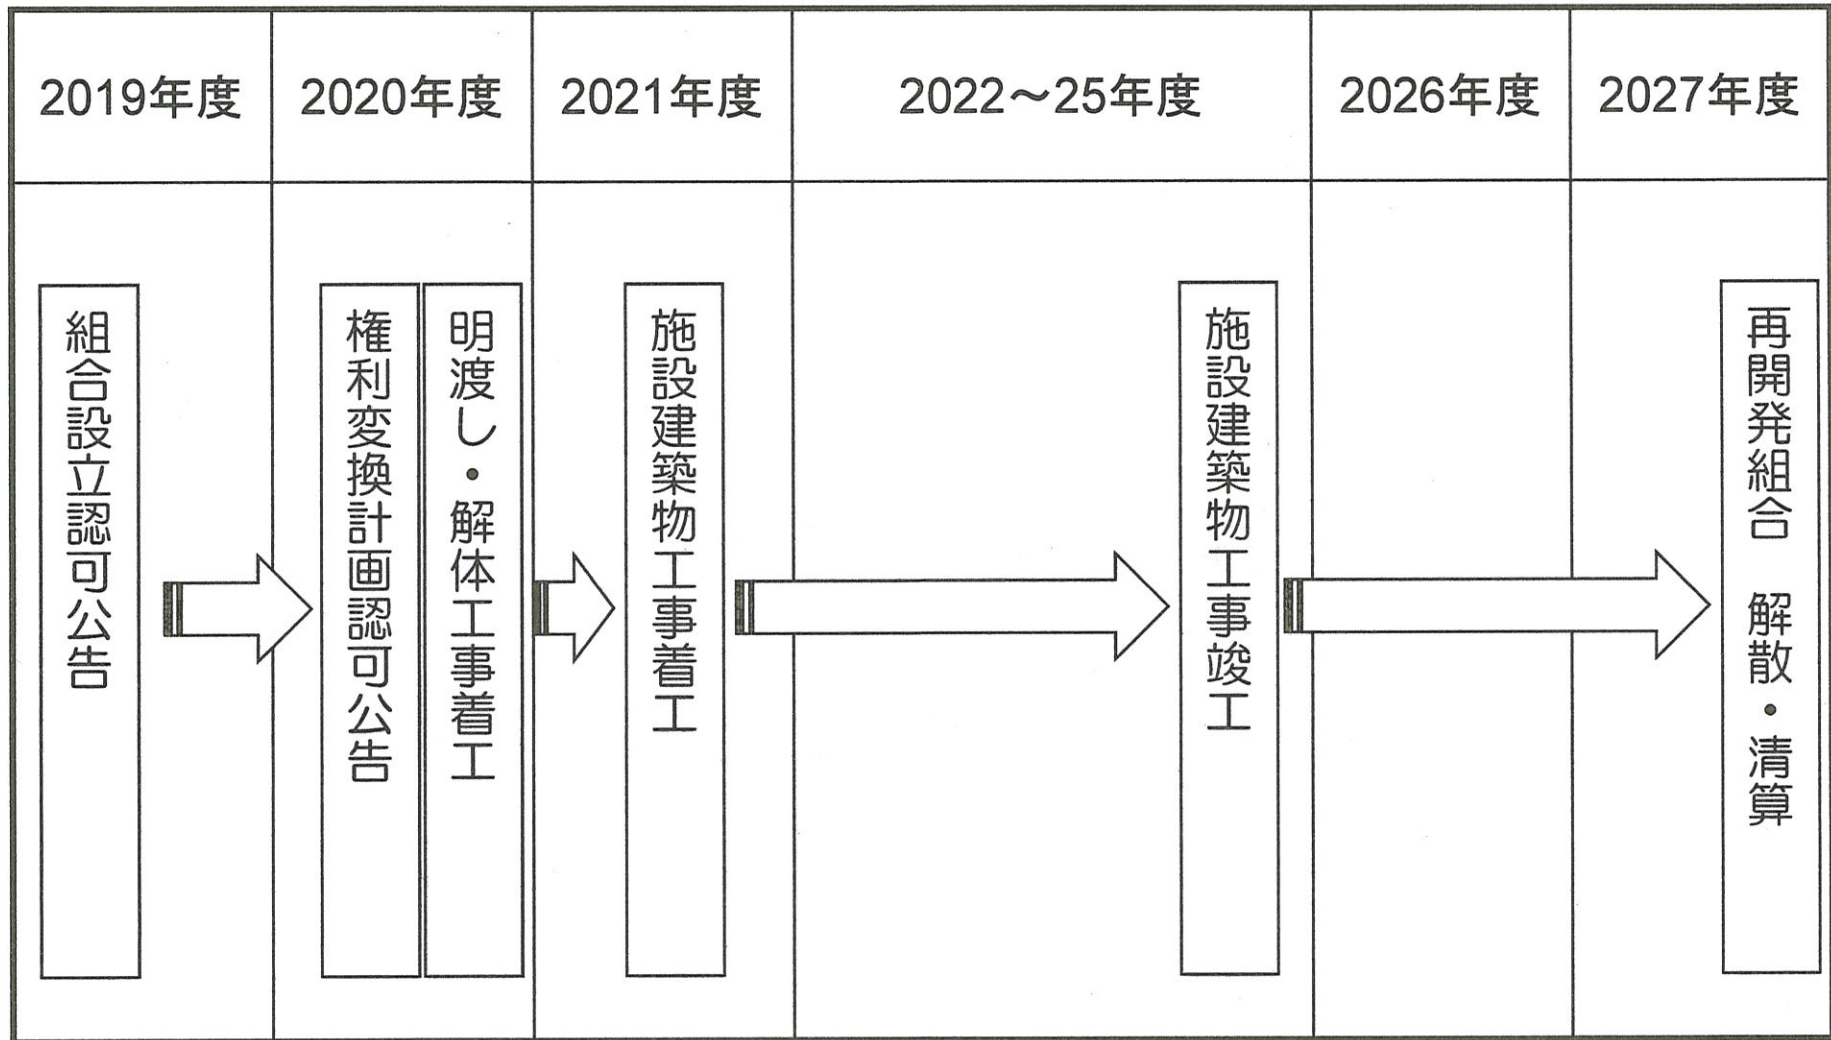 2019年度
2020年度
2021年度
2022～25年度
2026年度
2027年度
組合設立認可公告
権利変換計画認可公告
明渡し・解体工事着工
施設建築物工事着工
施設建築物工事竣工
再開発組合　解散・清算